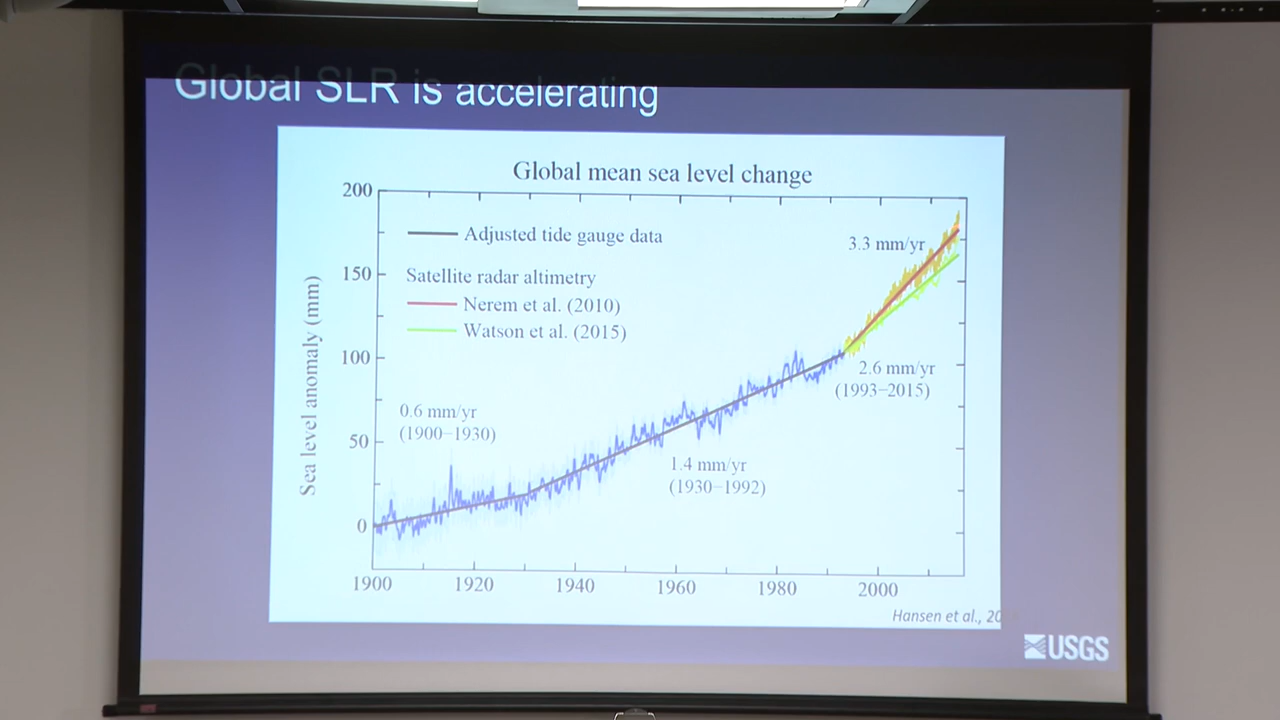 Global SLR is accelerating
Global mean sea level change
200
150
100
50
0
Sea level anomaly (mm)
Adjusted tide gauge data
Satellite radar altimetry
Nerem et al. (2010)
Watson et al. (2015)
3.3 mm/yr
2.6 mm/yr
(1993–2015)
0.6 mm/yr
(1900–1930)
1.4 mm/yr
(1930–1992)
1900 1920 1940 1960 1980 2000
Hansen et al.,
USGS